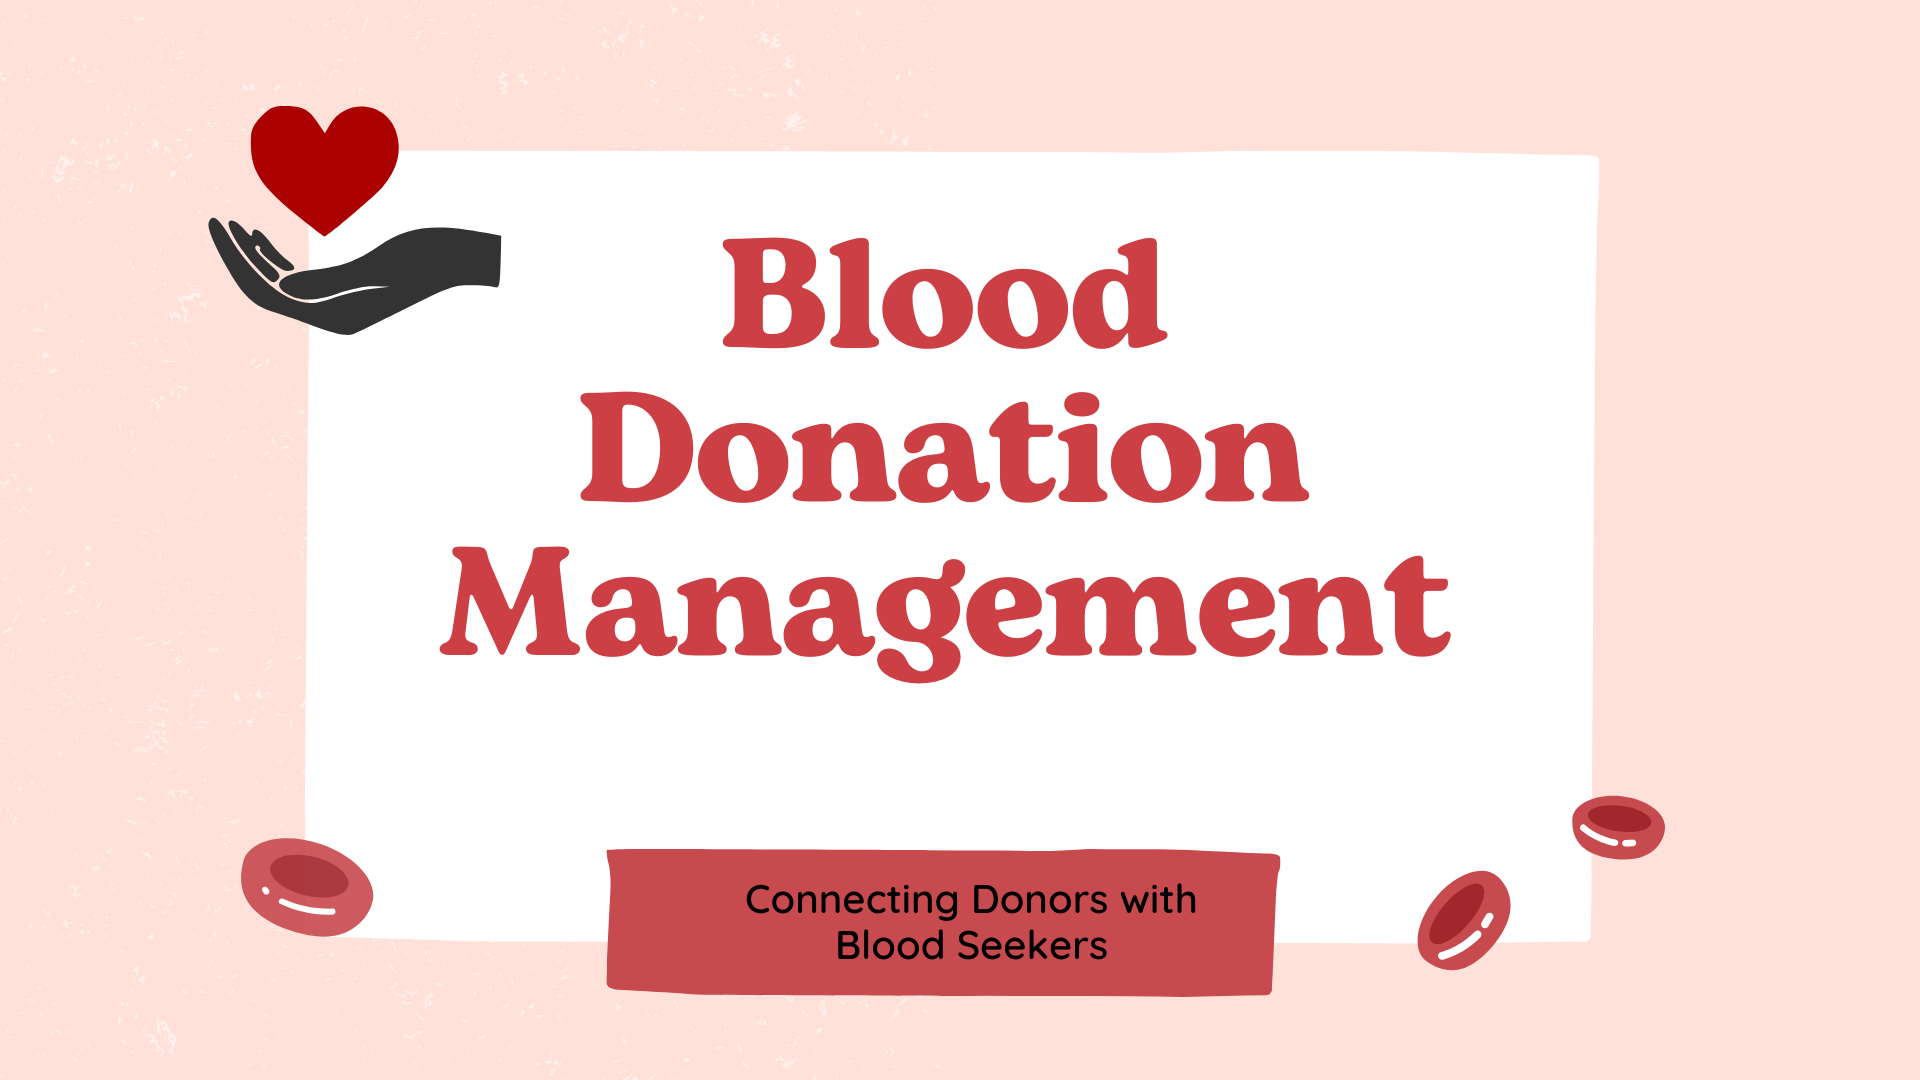 Blood
Donation
Management
Connecting Donors with
Blood Seekers